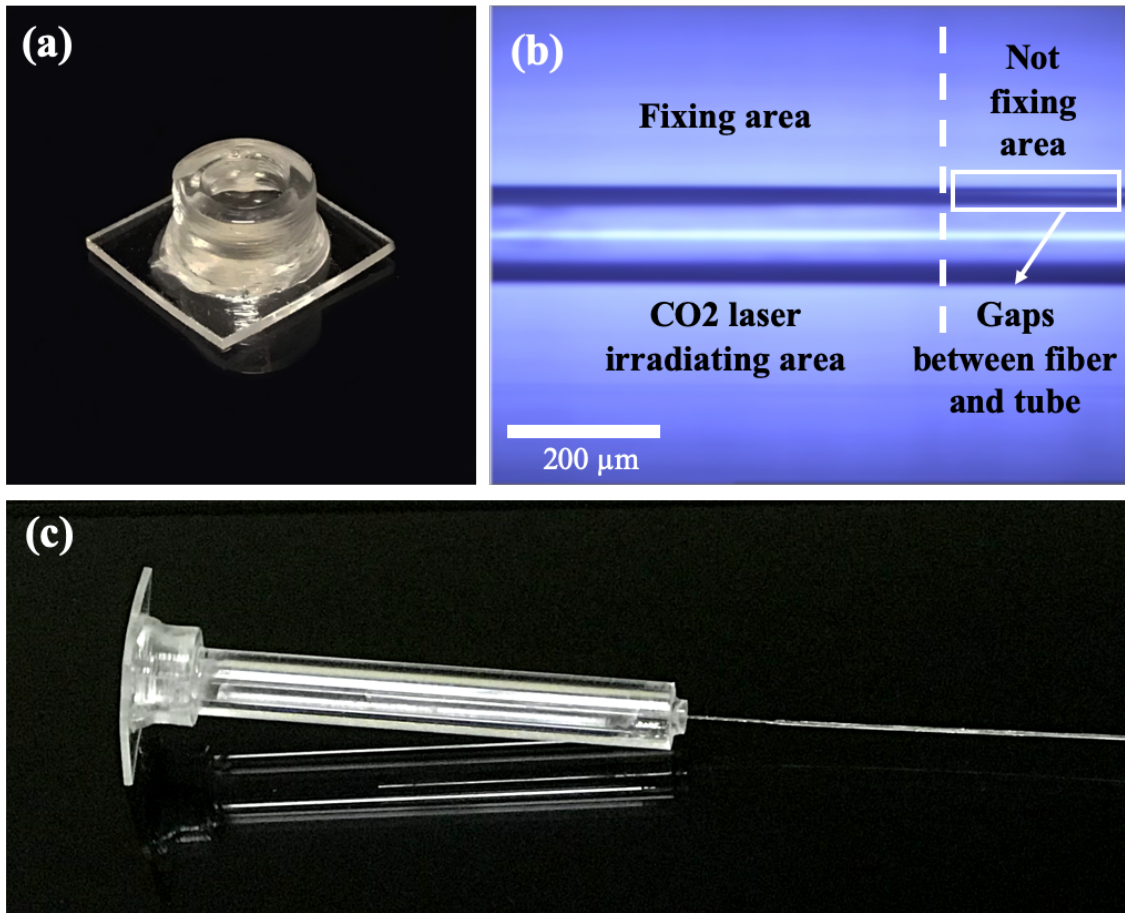 (a)
(b)
Fixing area
Not
fixing
area
CO2 laser
irradiating area
Gaps
between fiber
and tube
200 µm
(c)